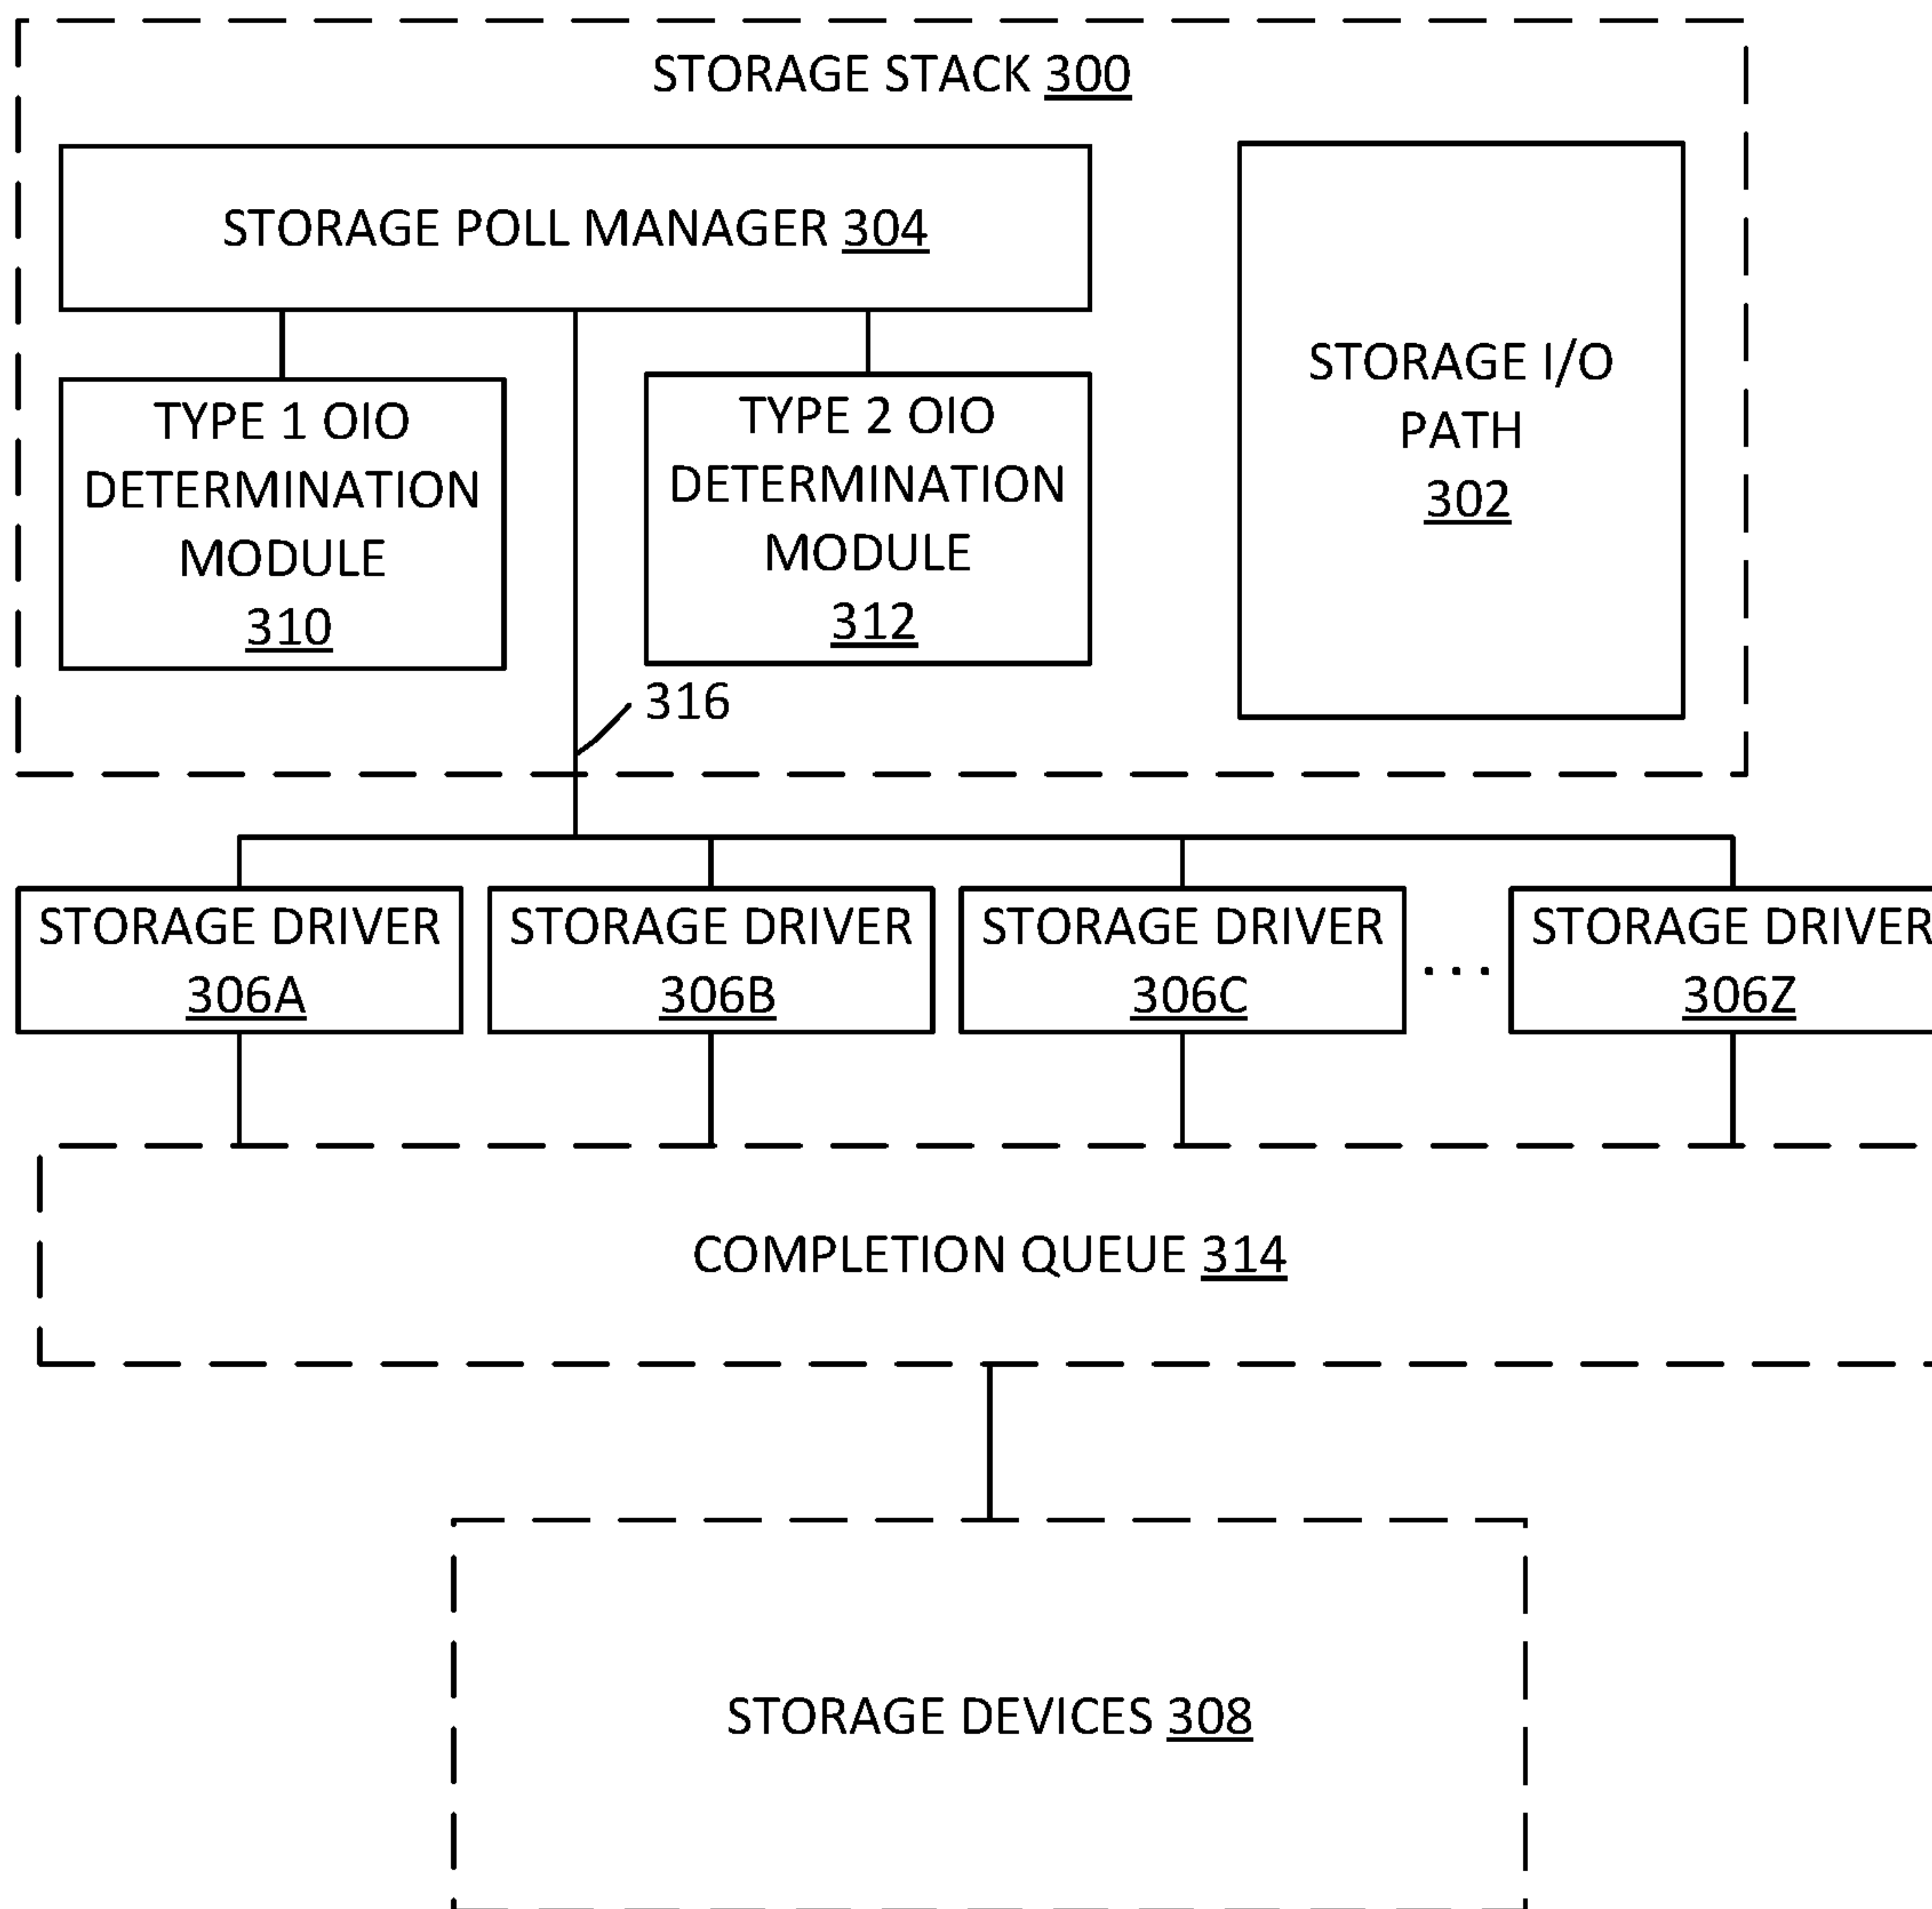 STORAGE STACK 300
STORAGE POLL MANAGER 304
TYPE 1 OIO
DETERMINATION
MODULE
310
TYPE 2 OIO
DETERMINATION
MODULE
312
STORAGE I/O
PATH
302
316
STORAGE DRIVER
306A
STORAGE DRIVER
306B
STORAGE DRIVER
306C
...
STORAGE DRIVER
306Z
COMPLETION QUEUE 314
STORAGE DEVICES 308